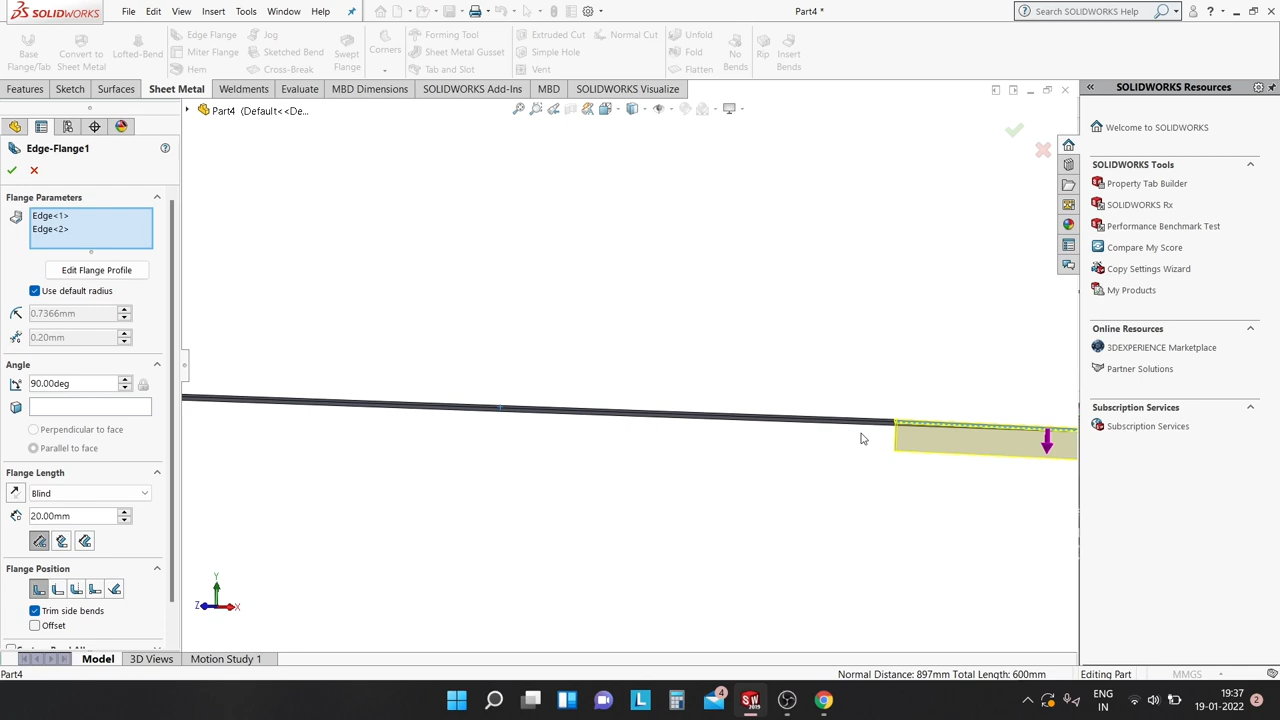 SOLIDWORKS File Edit View Insert Tools Window Help Part4 * Search SOLIDWORKS Help
Base Flange/Tab
Convert to Sheet Metal
Lofted-Bend
Edge Flange
Miter Flange
Hem
Jog
Sketched Bend
Cross-Break
Swept Flange
Corners
Forming Tool
Sheet Metal Gusset
Tab and Slot
Extruded Cut
Simple Hole
Vent
Normal Cut
Unfold
Fold
Flatten
No Bends
Rip
Insert Bends
Features Sketch Surfaces Sheet Metal Weldments Evaluate MBD Dimensions SOLIDWORKS Add-Ins MBD SOLIDWORKS Visualize
Part4 (Default<<De...
Edge-Flange1
Flange Parameters
Edge<1>
Edge<2>
Edit Flange Profile
Use default radius
0.7366mm
0.20mm
Angle
90.00deg
Perpendicular to face
Parallel to face
Flange Length
Blind
20.00mm
Flange Position
Trim side bends
Offset
Y
Z X
SOLIDWORKS Resources
Welcome to SOLIDWORKS
SOLIDWORKS Tools
Property Tab Builder
SOLIDWORKS Rx
Performance Benchmark Test
Compare My Score
Copy Settings Wizard
My Products
Online Resources
3DEXPERIENCE Marketplace
Partner Solutions
Subscription Services
Subscription Services
Model 3D Views Motion Study 1
Part4 Normal Distance: 897mm Total Length: 600mm Editing Part MMGS
ENG 19:37
IN 19-01-2022